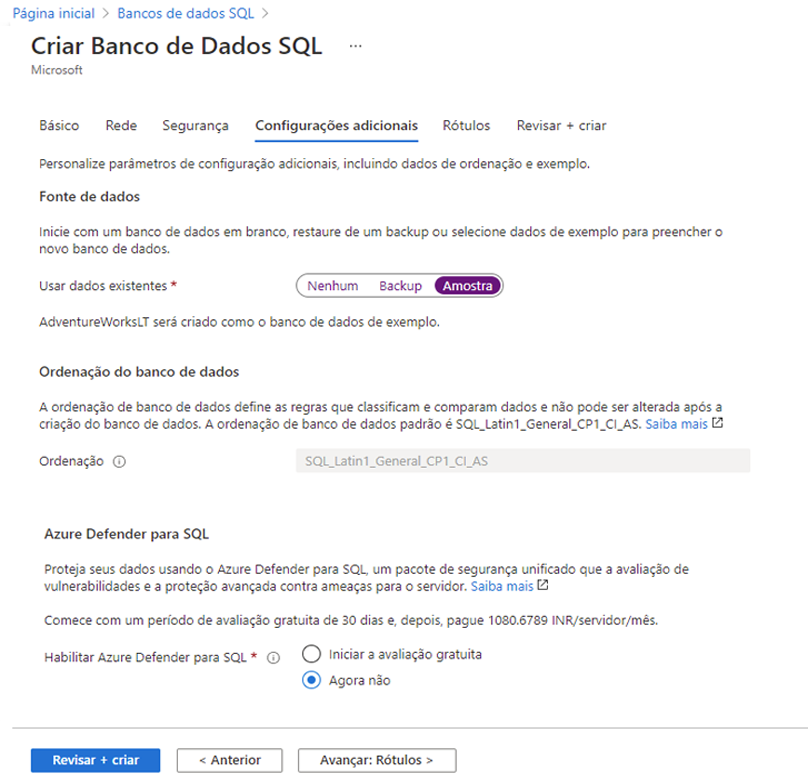 Página inicial > Bancos de dados SQL >
Criar Banco de Dados SQL ...
Microsoft
Básico Rede Segurança Configurações adicionais Rótulos Revisar + criar
Personalize parâmetros de configuração adicionais, incluindo dados de ordenação e exemplo.
Fonte de dados
Inicie com um banco de dados em branco, restaure de um backup ou selecione dados de exemplo para preencher o
novo banco de dados.
Usar dados existentes * Nenhum Backup Amostra
AdventureWorksLT será criado como o banco de dados de exemplo.
Ordenação do banco de dados
A ordenação de banco de dados define as regras que classificam e comparam dados e não pode ser alterada após a
criação do banco de dados. A ordenação de banco de dados padrão é SQL_Latin1_General_CP1_CI_AS. Saiba mais
Ordenação SQL_Latin1_General_CP1_CI_AS
Azure Defender para SQL
Proteja seus dados usando o Azure Defender para SQL, um pacote de segurança unificado que a avaliação de
vulnerabilidades e a proteção avançada contra ameaças para o servidor. Saiba mais
Comece com um período de avaliação gratuita de 30 dias e, depois, pague 1080.6789 INR/servidor/mês.
Habilitar Azure Defender para SQL * Iniciar a avaliação gratuita
Agora não
Revisar + criar < Anterior Avançar: Rótulos >